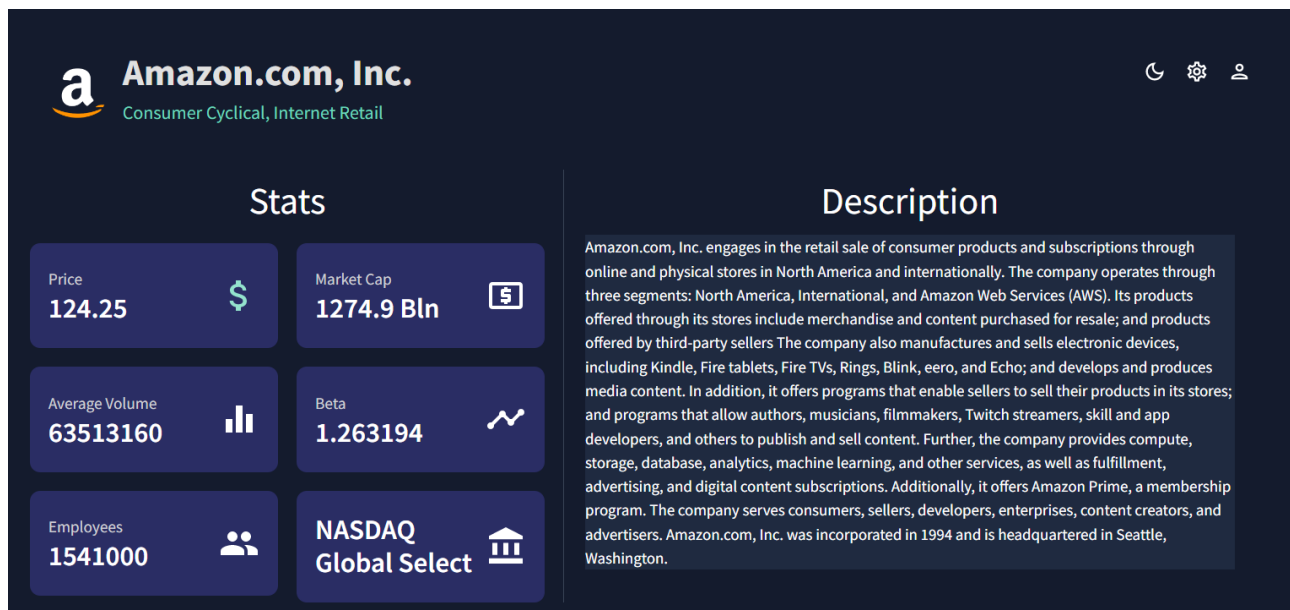 Amazon.com, Inc.
Consumer Cyclical, Internet Retail
Stats
Price
124.25
Market Cap
1274.9 Bln
Average Volume
63513160
Beta
1.263194
Employees
1541000
NASDAQ
Global Select
Description
Amazon.com, Inc. engages in the retail sale of consumer products and subscriptions through
online and physical stores in North America and internationally. The company operates through
three segments: North America, International, and Amazon Web Services (AWS). Its products
offered through its stores include merchandise and content purchased for resale; and products
offered by third-party sellers The company also manufactures and sells electronic devices,
including Kindle, Fire tablets, Fire TVs, Rings, Blink, eero, and Echo; and develops and produces
media content. In addition, it offers programs that enable sellers to sell their products in its stores;
and programs that allow authors, musicians, filmmakers, Twitch streamers, skill and app
developers, and others to publish and sell content. Further, the company provides compute,
storage, database, analytics, machine learning, and other services, as well as fulfillment,
advertising, and digital content subscriptions. Additionally, it offers Amazon Prime, a membership
program. The company serves consumers, sellers, developers, enterprises, content creators, and
advertisers. Amazon.com, Inc. was incorporated in 1994 and is headquartered in Seattle,
Washington.